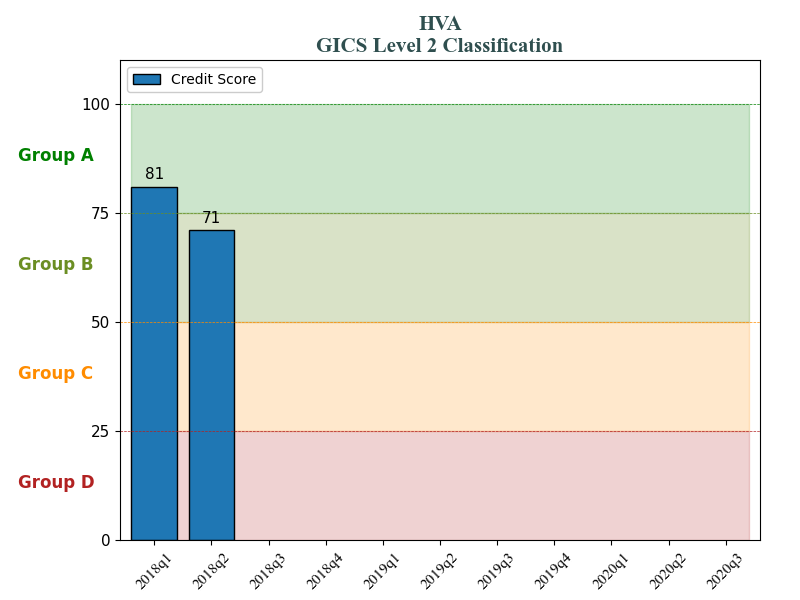 HVA
GICS Level 2 Classification
Credit Score
100
Group A
81
75
71
Group B
50
Group C
25
Group D
0
2018q1 2018q2 2018q3 2018q4 2019q1 2019q2 2019q3 2019q4 2020q1 2020q2 2020q3